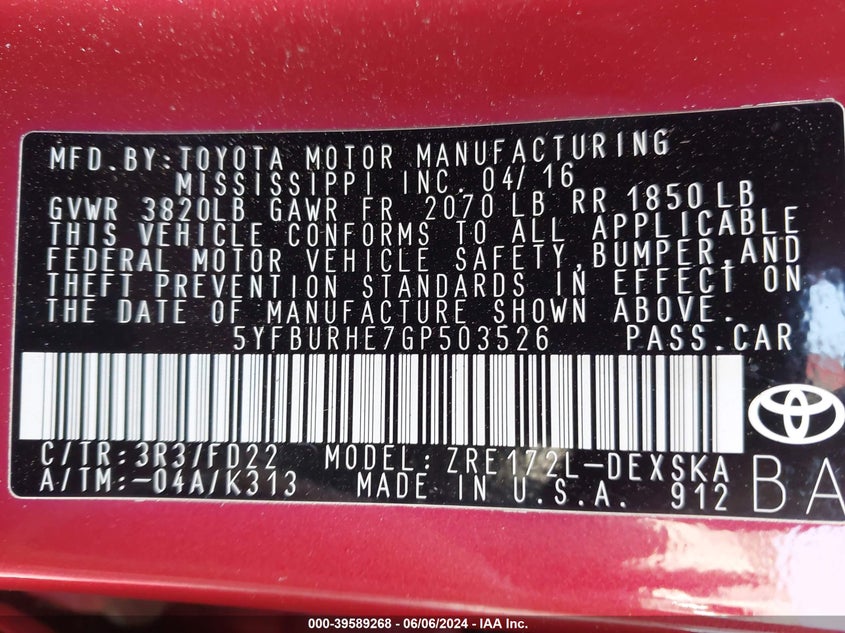 MFD.BY:TOYOTA MOTOR MANUFACTURING
MISSISSIPPI INC. 04/16
GVWR 3820LB GAWR FR 2070 LB RR 1850LB
THIS VEHICLE CONFORMS TO ALL APPLICABLE
FEDERAL MOTOR VEHICLE SAFETY,BUMPER,AND
THEFT PREVENTION STANDARDS IN EFFECT ON
THE DATE OF MANUFACTURE SHOWN ABOVE.
5YFBURHE7GP503526 PASS.CAR
C/TR:3R3/FD22 MODEL:ZRE172L-DEXSKA
A/TM:-04A/K313 MADE IN U.S.A. 912
BA
000-39589268 - 06/06/2024 - IAA Inc.